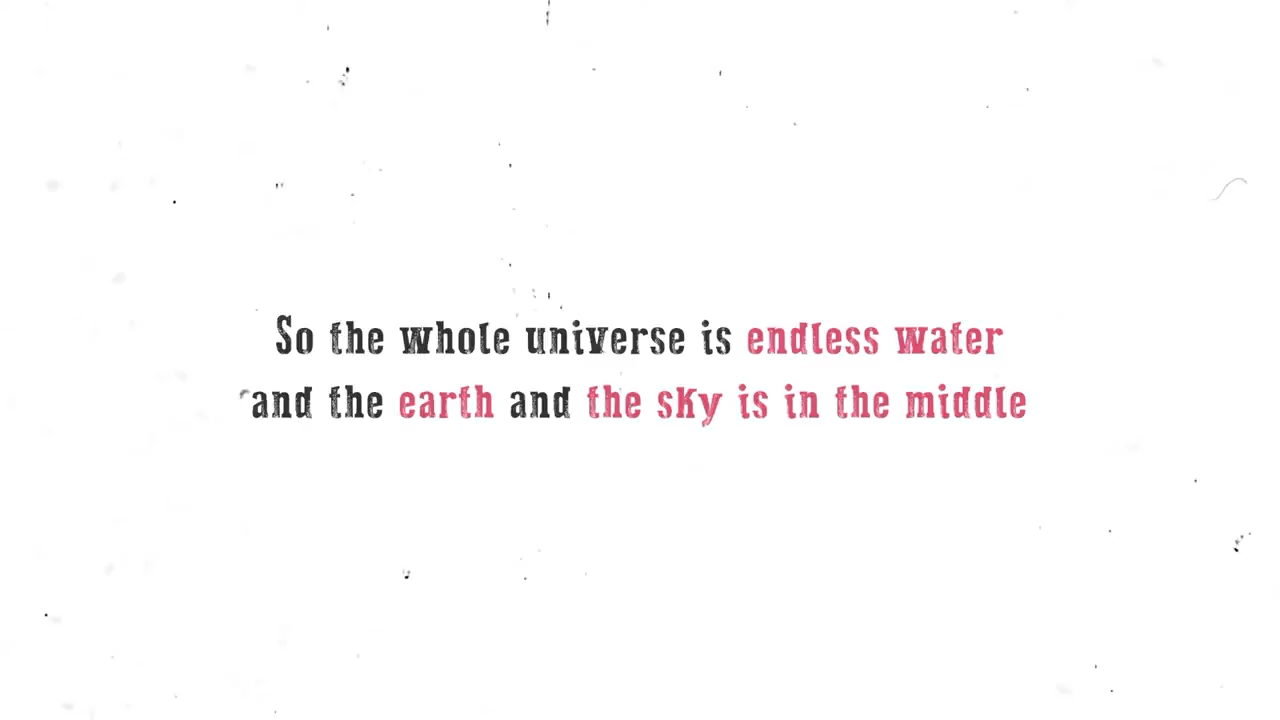 So the whole universe is endless water
and the earth and the sky is in the middle